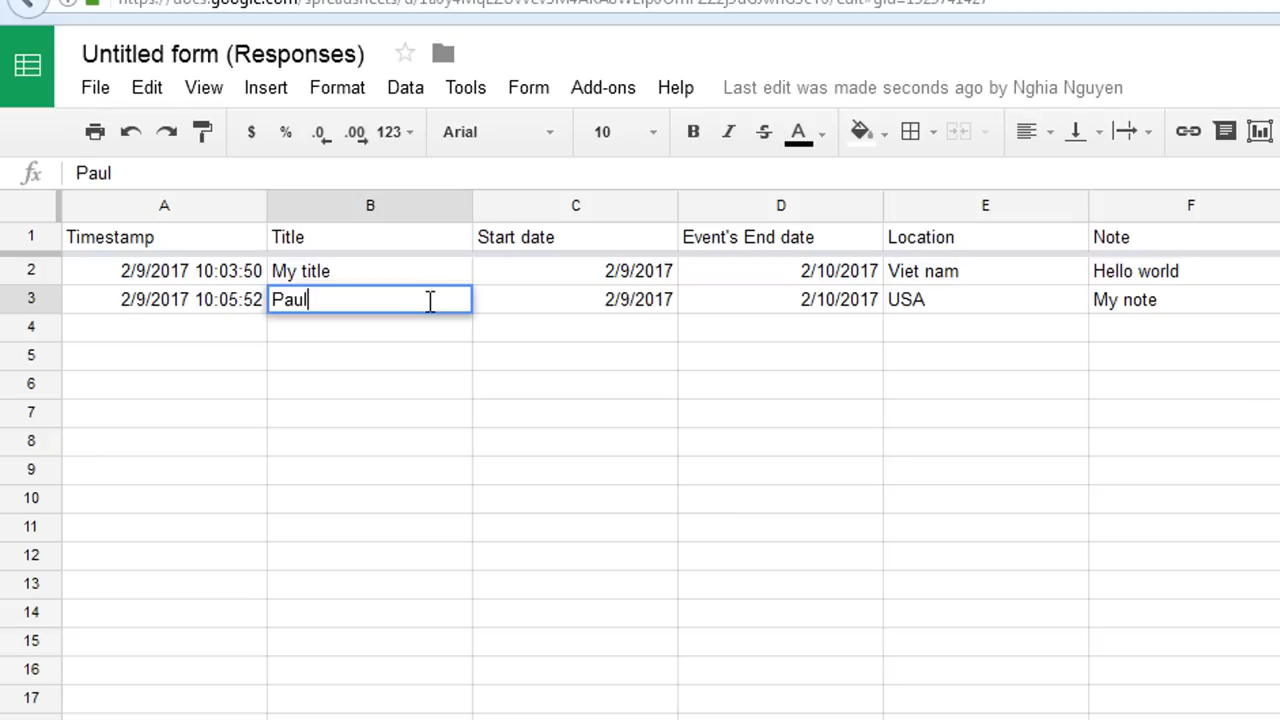 Untitled form (Responses)
File Edit View Insert Format Data Tools Form Add-ons Help Last edit was made seconds ago by Nghia Nguyen
$ % .0 .00 123 Arial 10 B I S A
fx Paul
A B C D E F
1 Timestamp Title Start date Event's End date Location Note
2 2/9/2017 10:03:50 My title 2/9/2017 2/10/2017 Viet nam Hello world
3 2/9/2017 10:05:52 Paul 2/9/2017 2/10/2017 USA My note
4
5
6
7
8
9
10
11
12
13
14
15
16
17